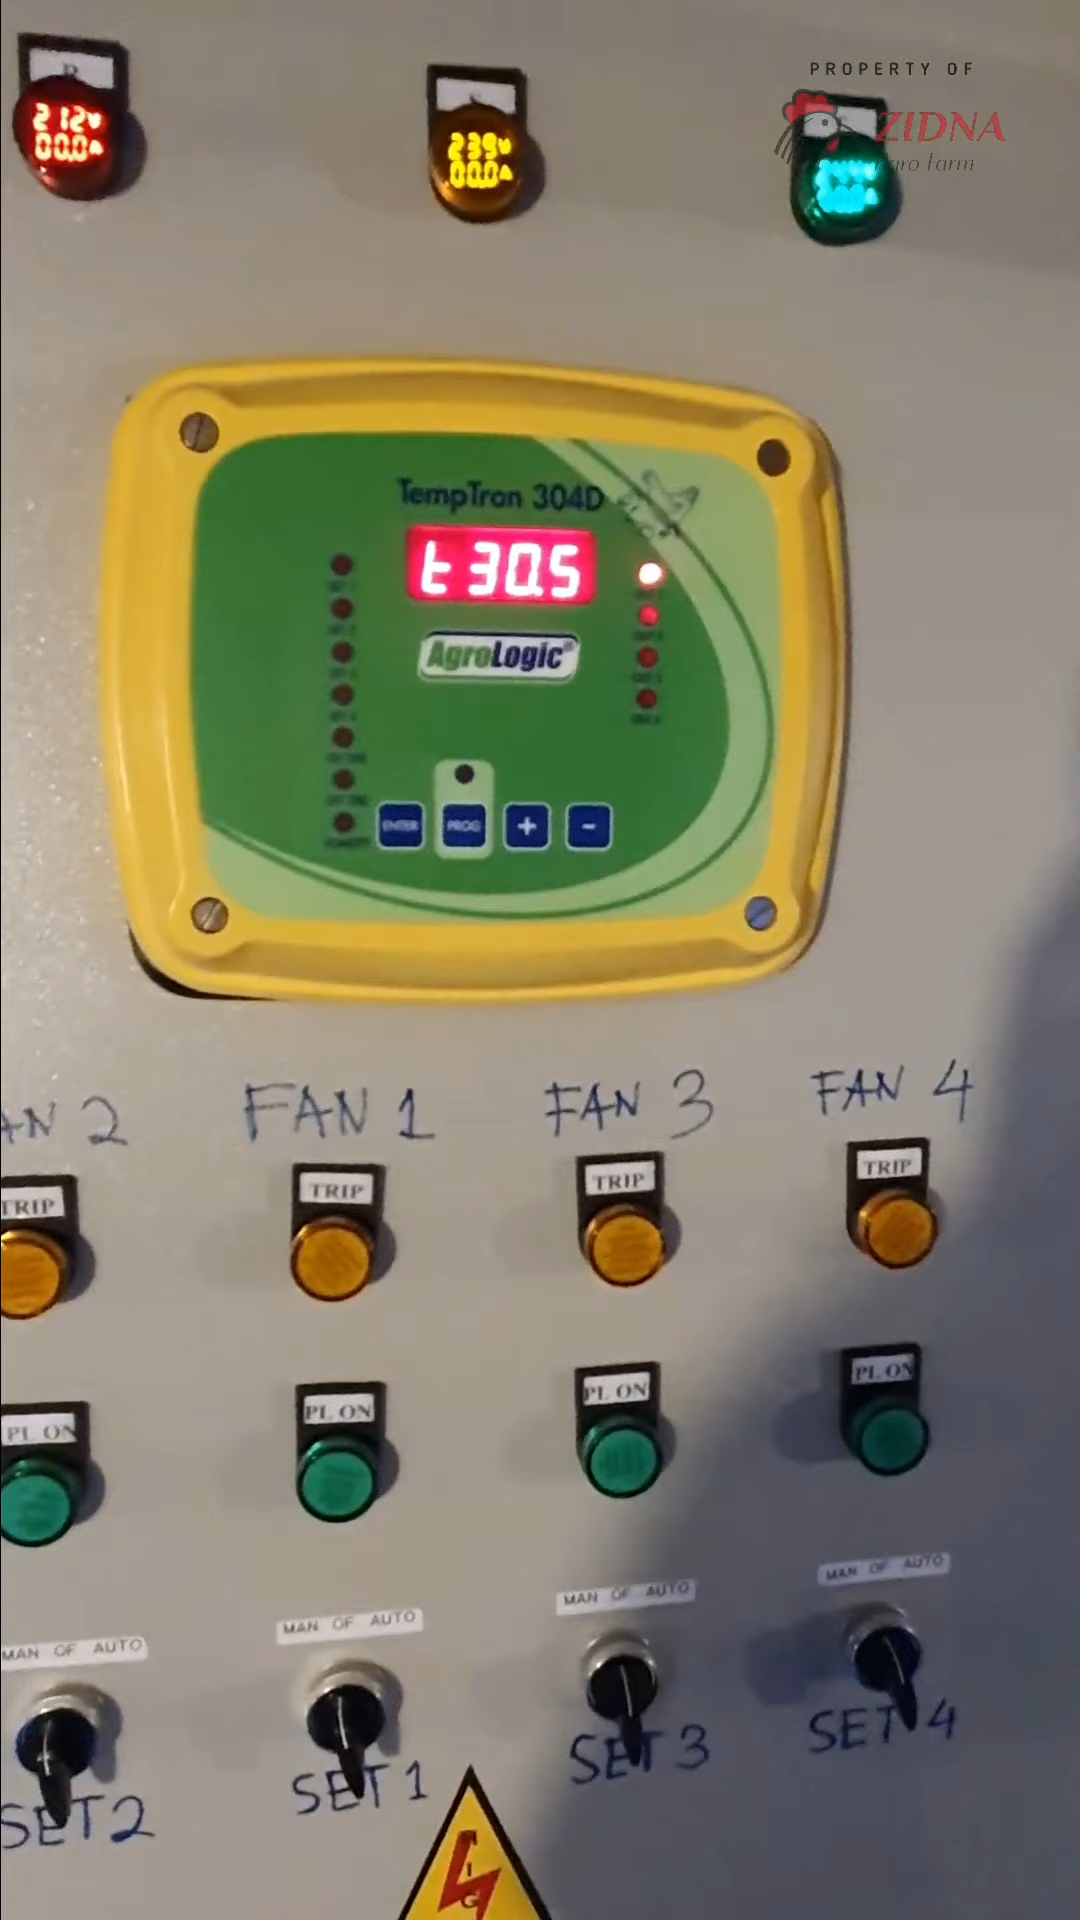 PROPERTY OF
ZIDNA
Agro Farm
R
212V
00.0A
S
239V
00.0A
TempTron 304D
t 30.5
AgroLogic®
ENTER PROG + -
FAN 2 FAN 1 FAN 3 FAN 4
TRIP TRIP TRIP TRIP
PL ON PL ON PL ON PL ON
MAN OF AUTO MAN OF AUTO MAN OF AUTO MAN OF AUTO
SET 2 SET 1 SET 3 SET 4